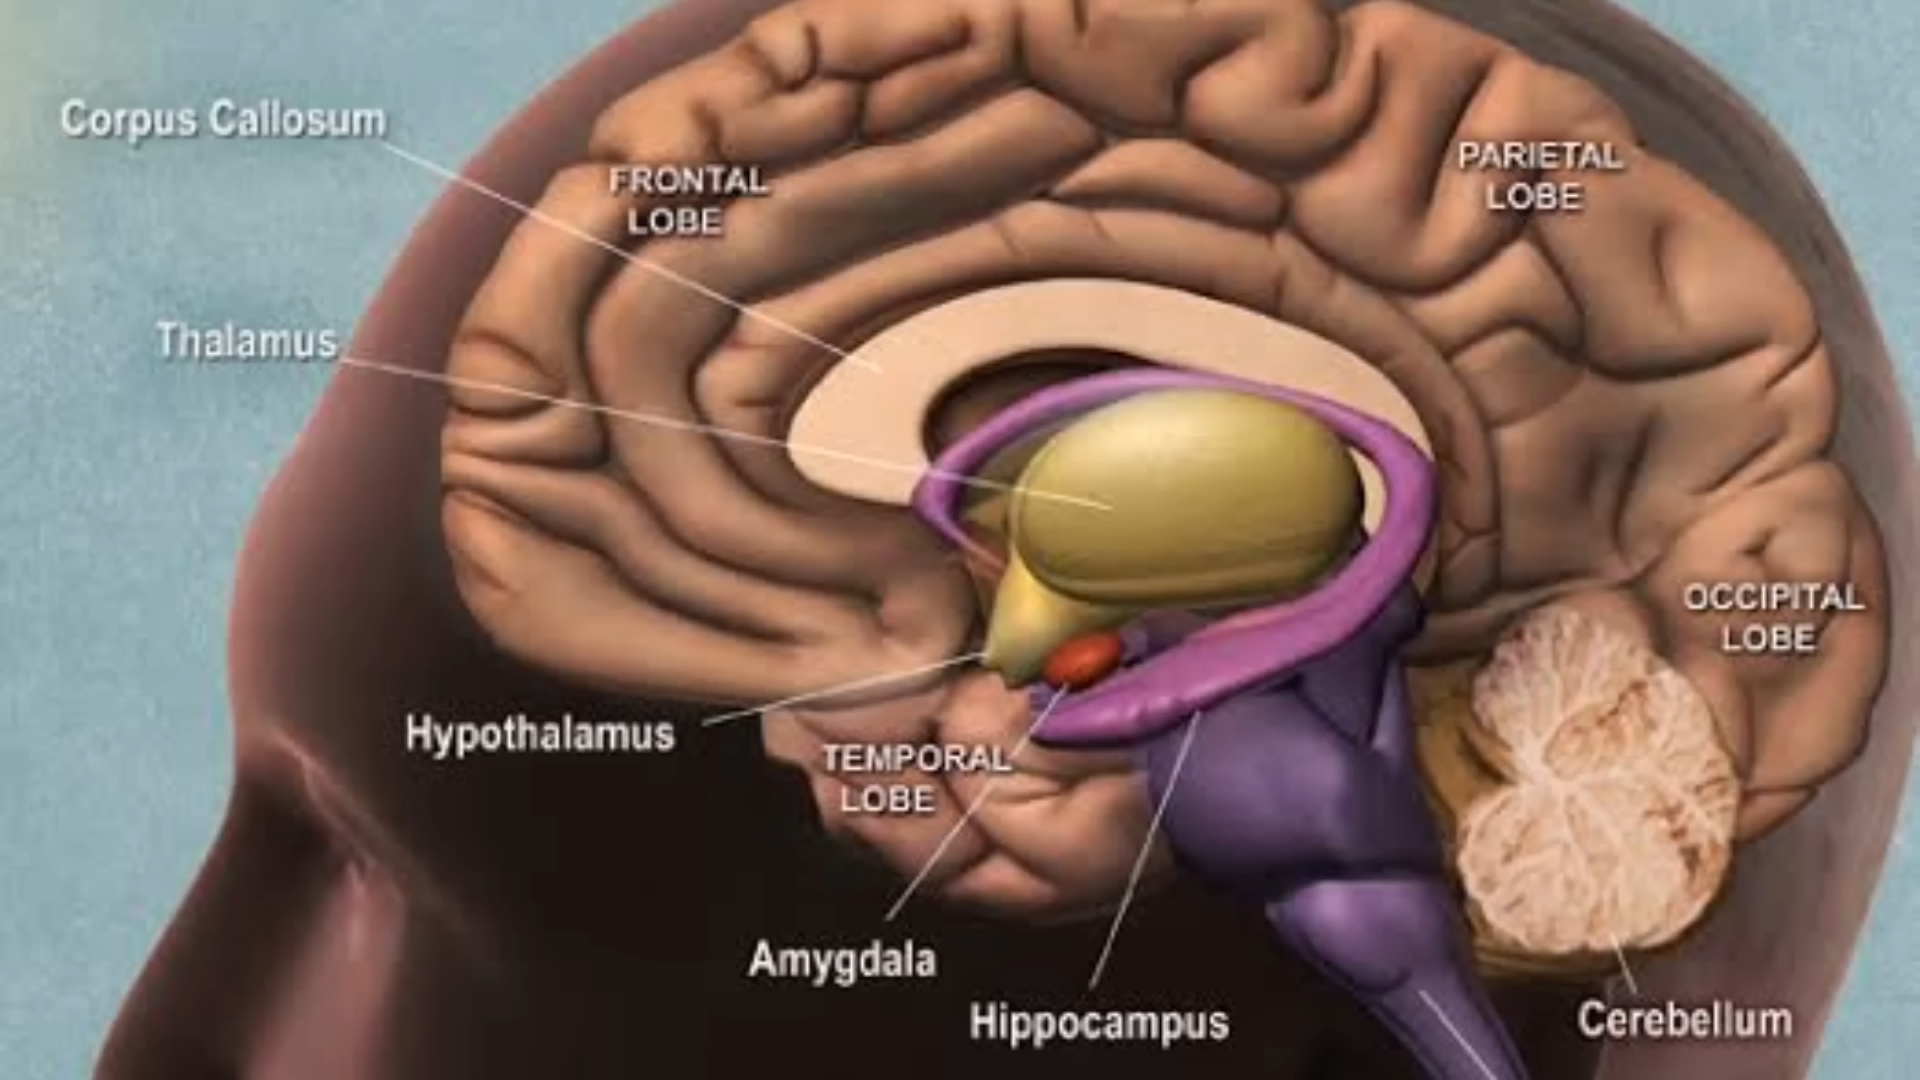 Corpus Callosum
FRONTAL
LOBE
PARIETAL
LOBE
Thalamus
OCCIPITAL
LOBE
Hypothalamus
TEMPORAL
LOBE
Amygdala
Hippocampus
Cerebellum